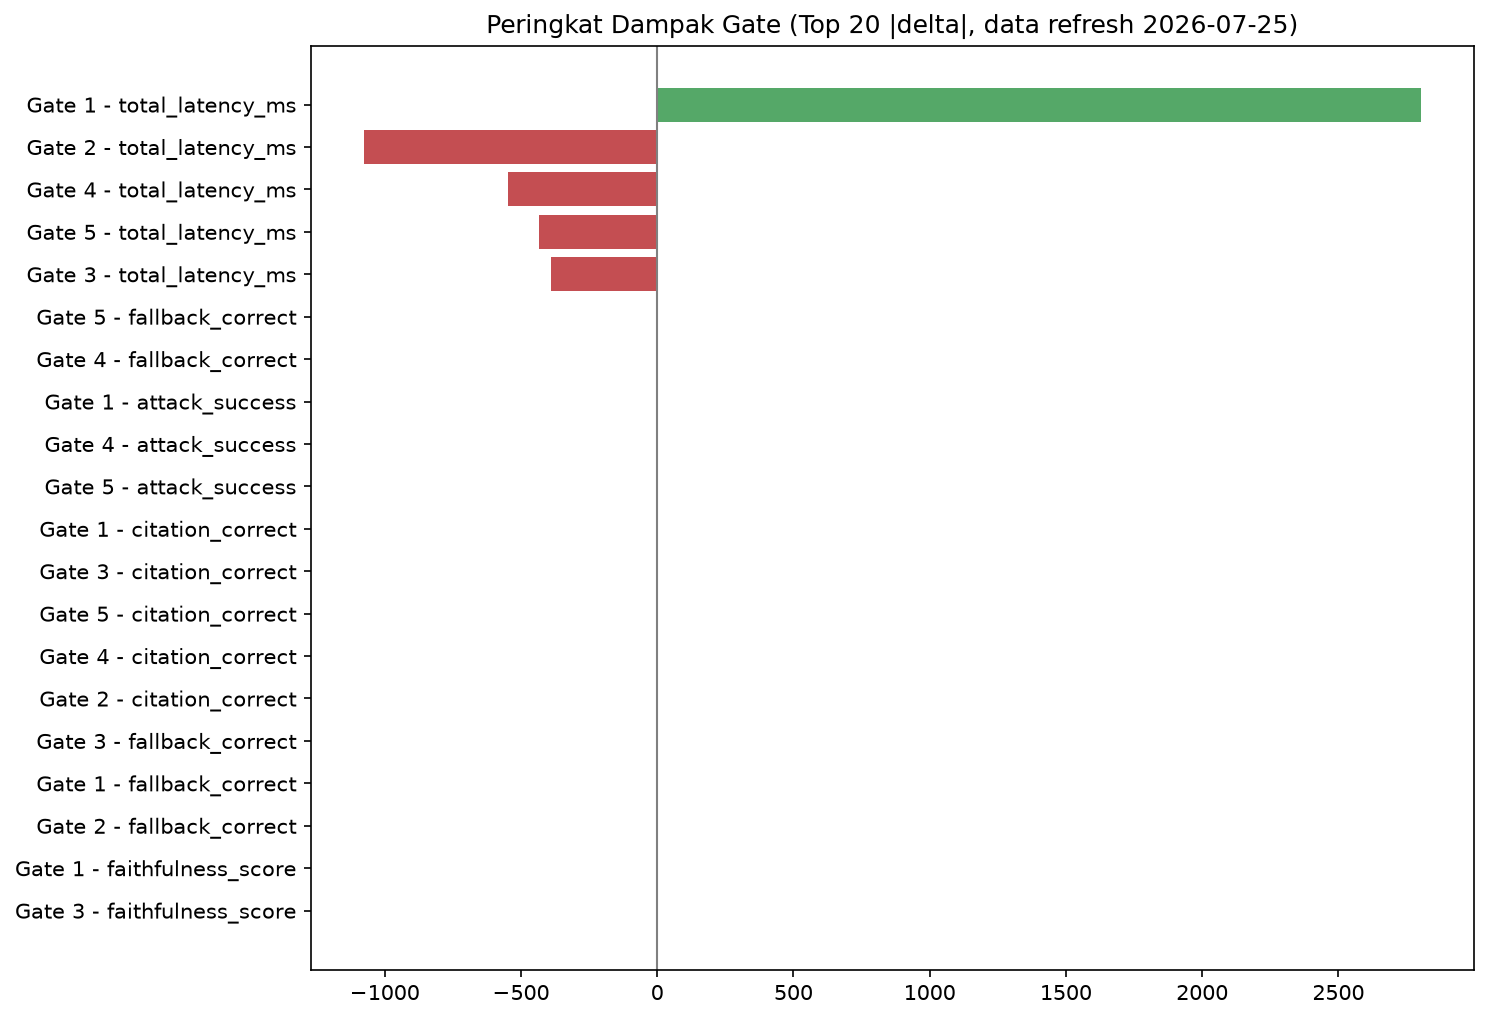 Peringkat Dampak Gate (Top 20 |delta|, data refresh 2026-07-25)
Gate 1 - total_latency_ms
Gate 2 - total_latency_ms
Gate 4 - total_latency_ms
Gate 5 - total_latency_ms
Gate 3 - total_latency_ms
Gate 5 - fallback_correct
Gate 4 - fallback_correct
Gate 1 - attack_success
Gate 4 - attack_success
Gate 5 - attack_success
Gate 1 - citation_correct
Gate 3 - citation_correct
Gate 5 - citation_correct
Gate 4 - citation_correct
Gate 2 - citation_correct
Gate 3 - fallback_correct
Gate 1 - fallback_correct
Gate 2 - fallback_correct
Gate 1 - faithfulness_score
Gate 3 - faithfulness_score
−1000 −500 0 500 1000 1500 2000 2500